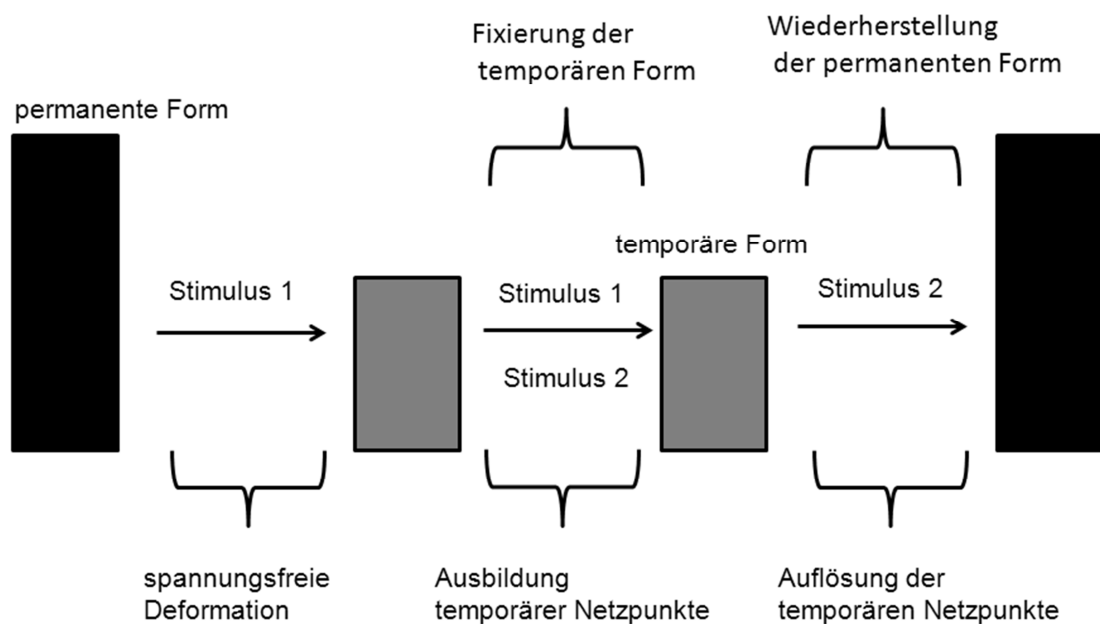 Fixierung der
temporären Form
Wiederherstellung
der permanenten Form
permanente Form
temporäre Form
Stimulus 1
Stimulus 1
Stimulus 2
Stimulus 2
spannungsfreie
Deformation
Ausbildung
temporärer Netzpunkte
Auflösung der
temporären Netzpunkte